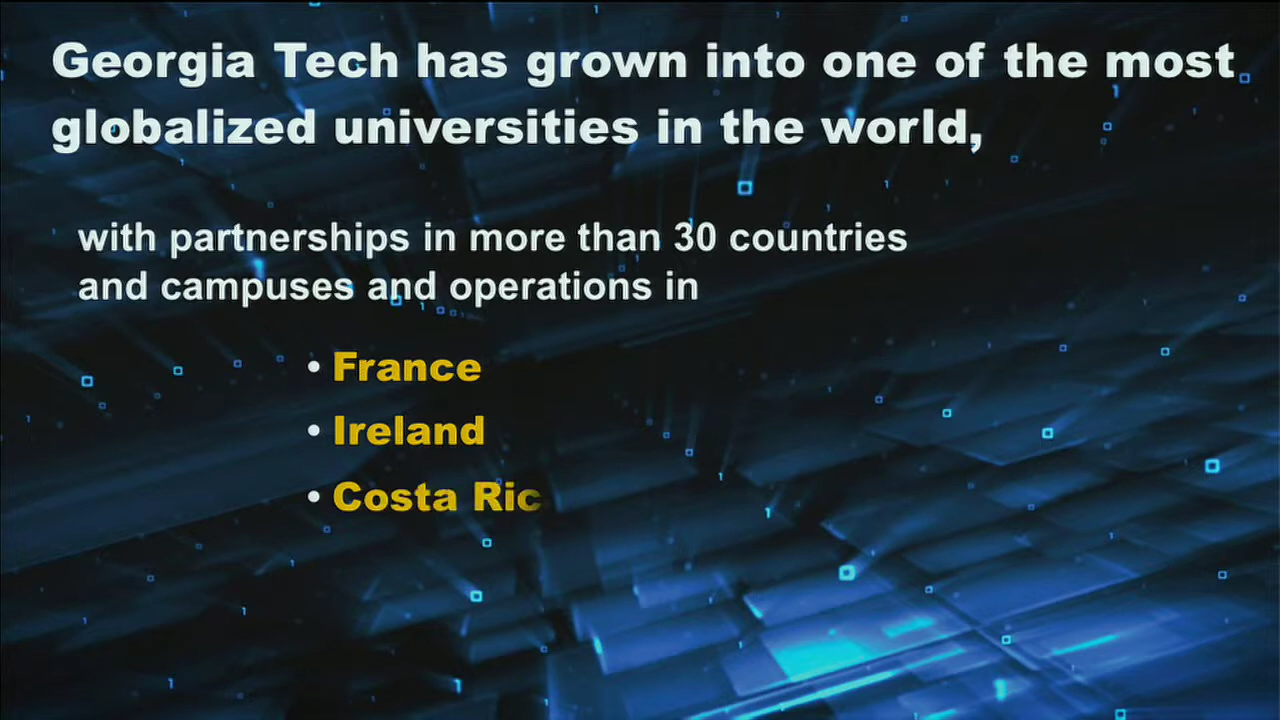 Georgia Tech has grown into one of the most
globalized universities in the world,
with partnerships in more than 30 countries
and campuses and operations in
• France
• Ireland
• Costa Ric